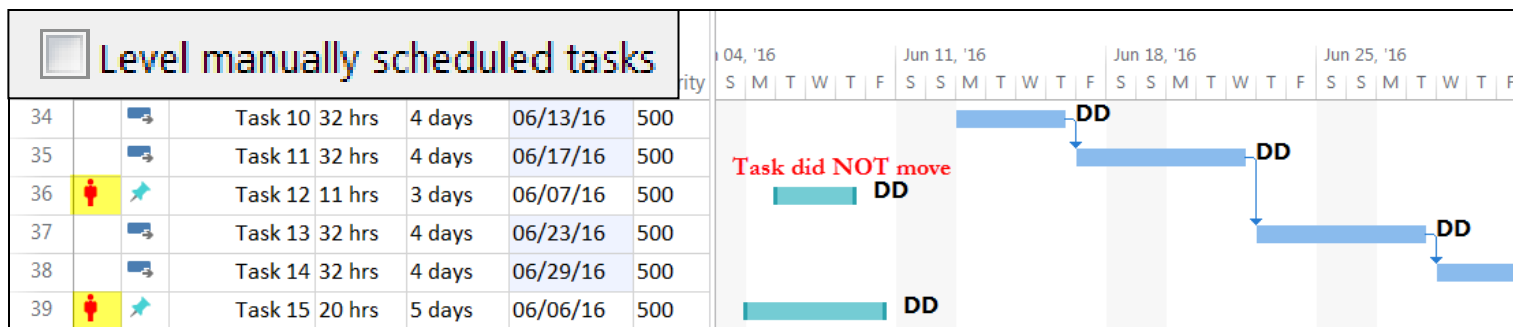 Level manually scheduled tasks
04, '16 Jun 11, '16 Jun 18, '16 Jun 25, '16
S M T W T F S S M T W T F S S M T W T F S S M T W T F
34 Task 10 32 hrs 4 days 06/13/16 500 DD
35 Task 11 32 hrs 4 days 06/17/16 500 DD
Task did NOT move
36 Task 12 11 hrs 3 days 06/07/16 500 DD
37 Task 13 32 hrs 4 days 06/23/16 500 DD
38 Task 14 32 hrs 4 days 06/29/16 500
39 Task 15 20 hrs 5 days 06/06/16 500 DD